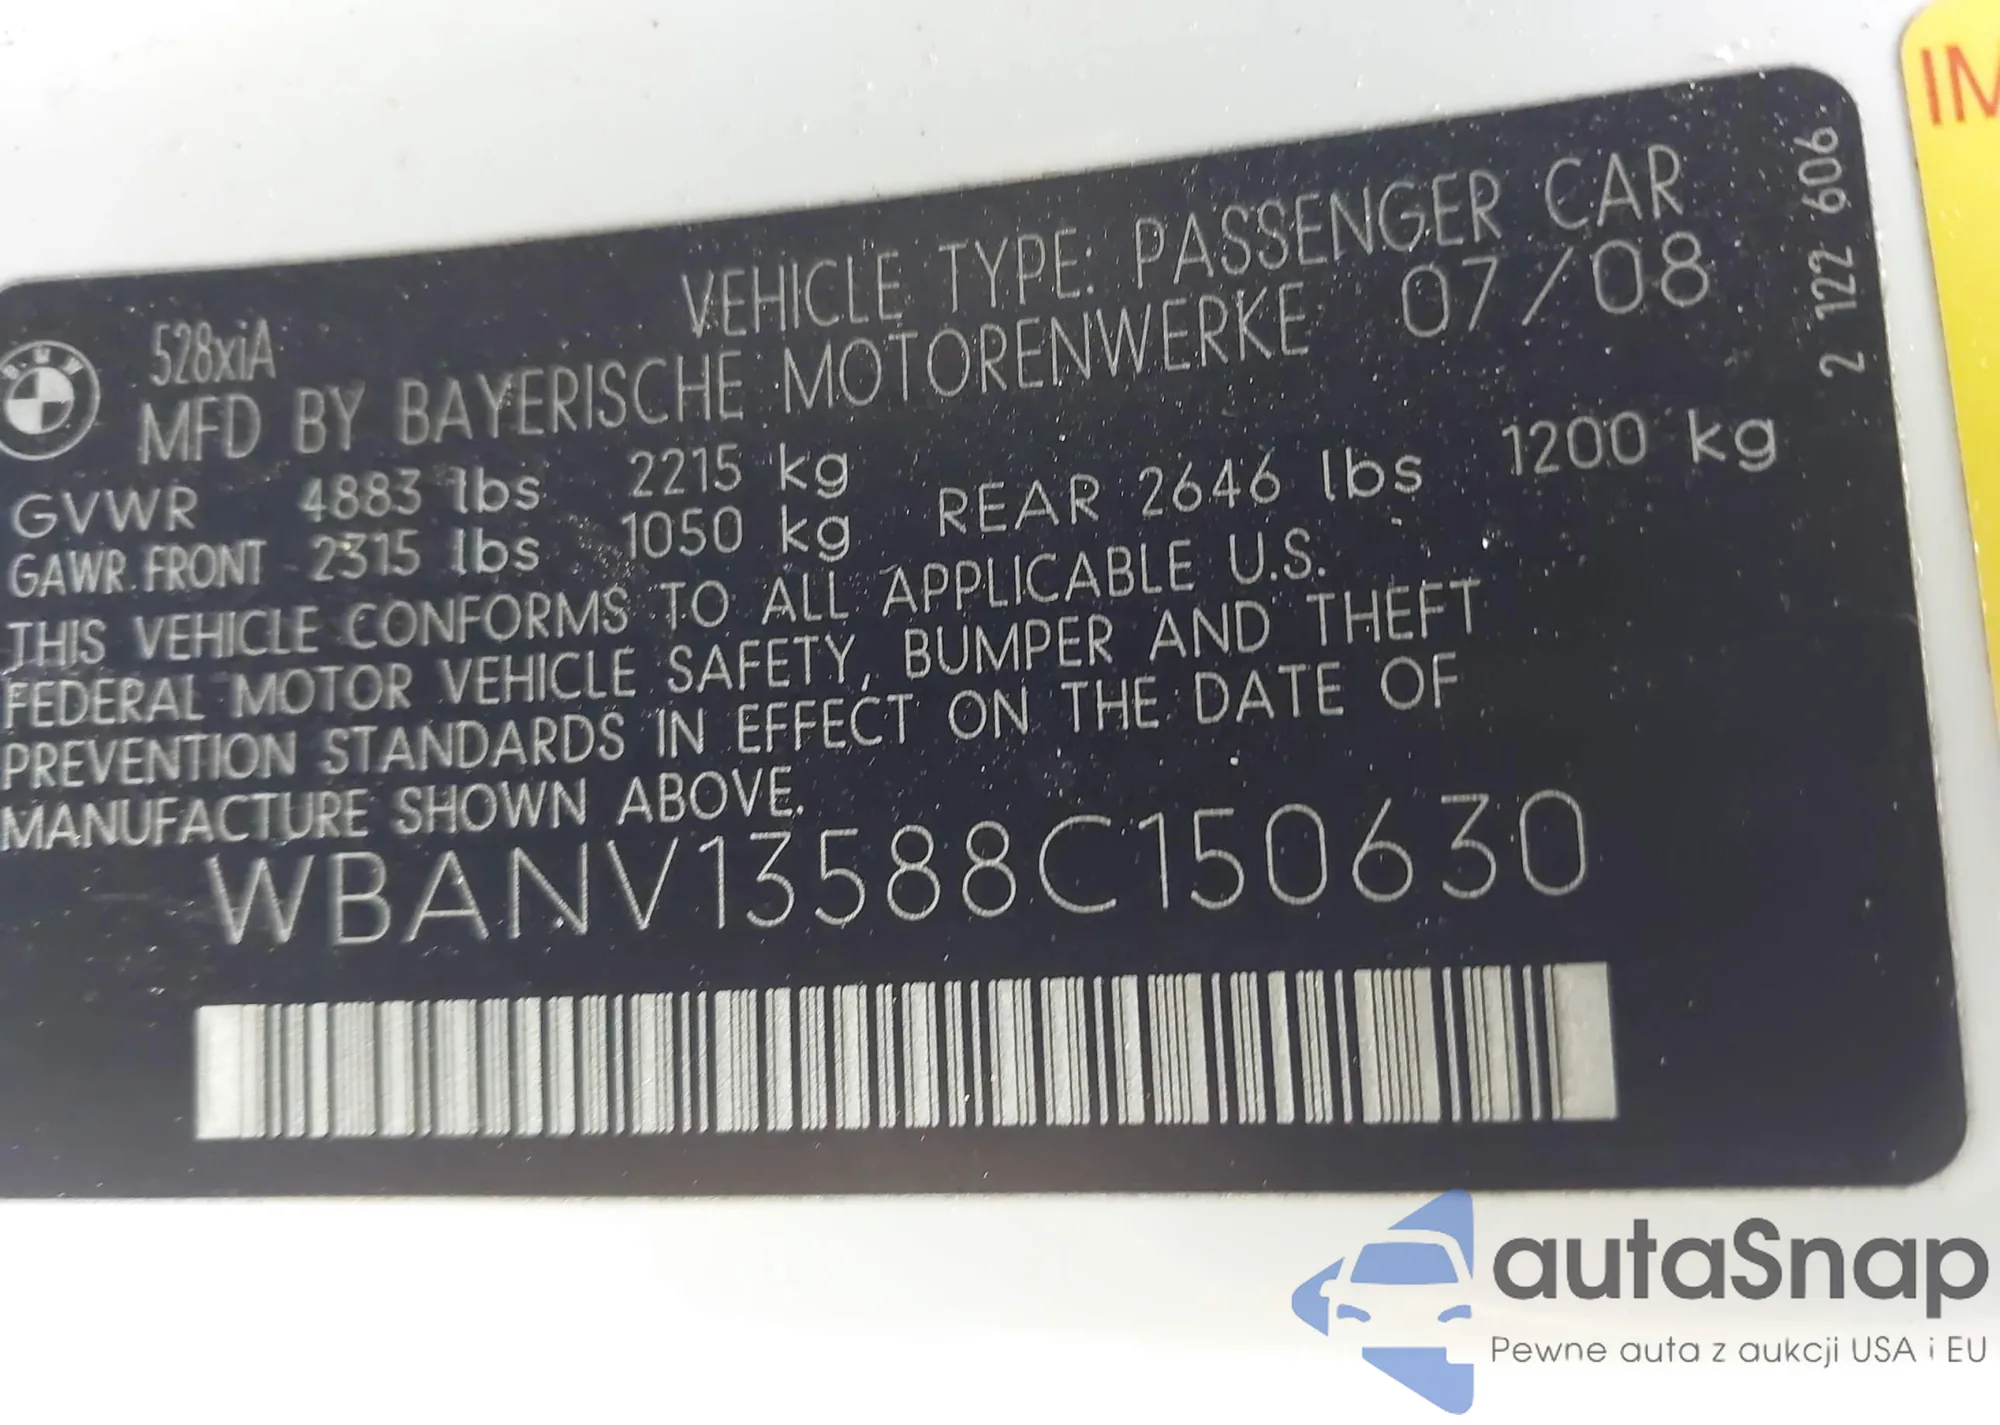 IM
VEHICLE TYPE: PASSENGER CAR
528xiA
MFD BY BAYERISCHE MOTORENWERKE 07/08
GVWR 4883 lbs 2215 kg
GAWR FRONT 2315 lbs 1050 kg REAR 2646 lbs 1200 kg
THIS VEHICLE CONFORMS TO ALL APPLICABLE U.S.
FEDERAL MOTOR VEHICLE SAFETY, BUMPER AND THEFT
PREVENTION STANDARDS IN EFFECT ON THE DATE OF
MANUFACTURE SHOWN ABOVE.
WBANV13588C150630
2 122 606
BMW
autaSnap
Pewne auta z aukcji USA i EU